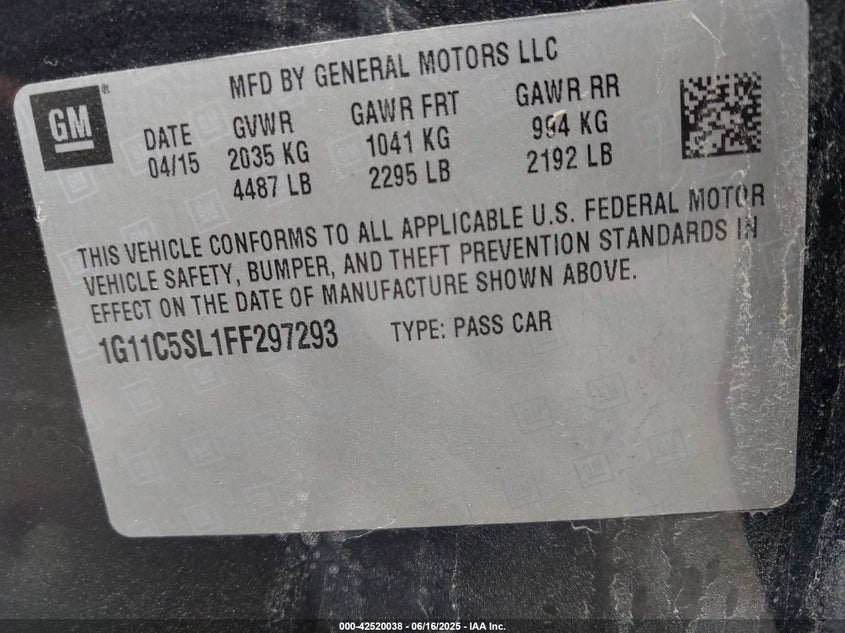 MFD BY GENERAL MOTORS LLC
GM
DATE GVWR GAWR FRT GAWR RR
04/15 2035 KG 1041 KG 994 KG
4487 LB 2295 LB 2192 LB
THIS VEHICLE CONFORMS TO ALL APPLICABLE U.S. FEDERAL MOTOR
VEHICLE SAFETY, BUMPER, AND THEFT PREVENTION STANDARDS IN
EFFECT ON THE DATE OF MANUFACTURE SHOWN ABOVE.
1G11C5SL1FF297293 TYPE: PASS CAR
000-42520038 - 06/16/2025 - IAA Inc.